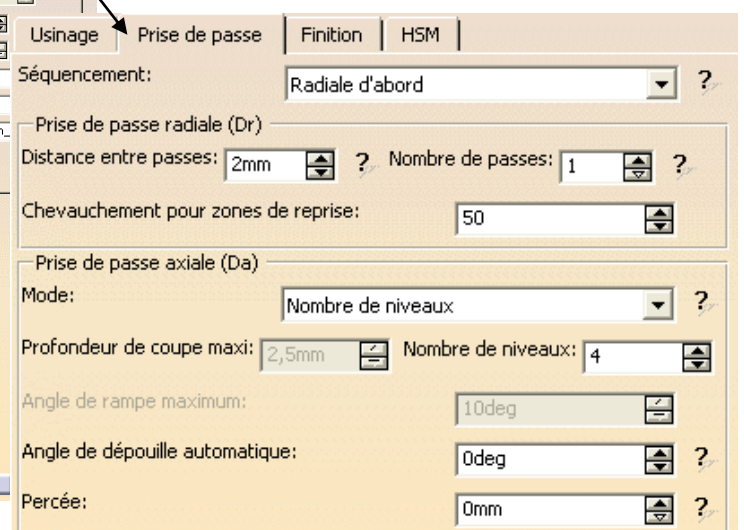 Usinage Prise de passe Finition HSM
Séquencement: Radiale d'abord ?
Prise de passe radiale (Dr)
Distance entre passes: 2mm ? Nombre de passes: 1 ?
Chevauchement pour zones de reprise: 50
Prise de passe axiale (Da)
Mode: Nombre de niveaux ?
Profondeur de coupe maxi: 2,5mm Nombre de niveaux: 4
Angle de rampe maximum: 10deg
Angle de dépouille automatique: 0deg ?
Percée: 0mm ?